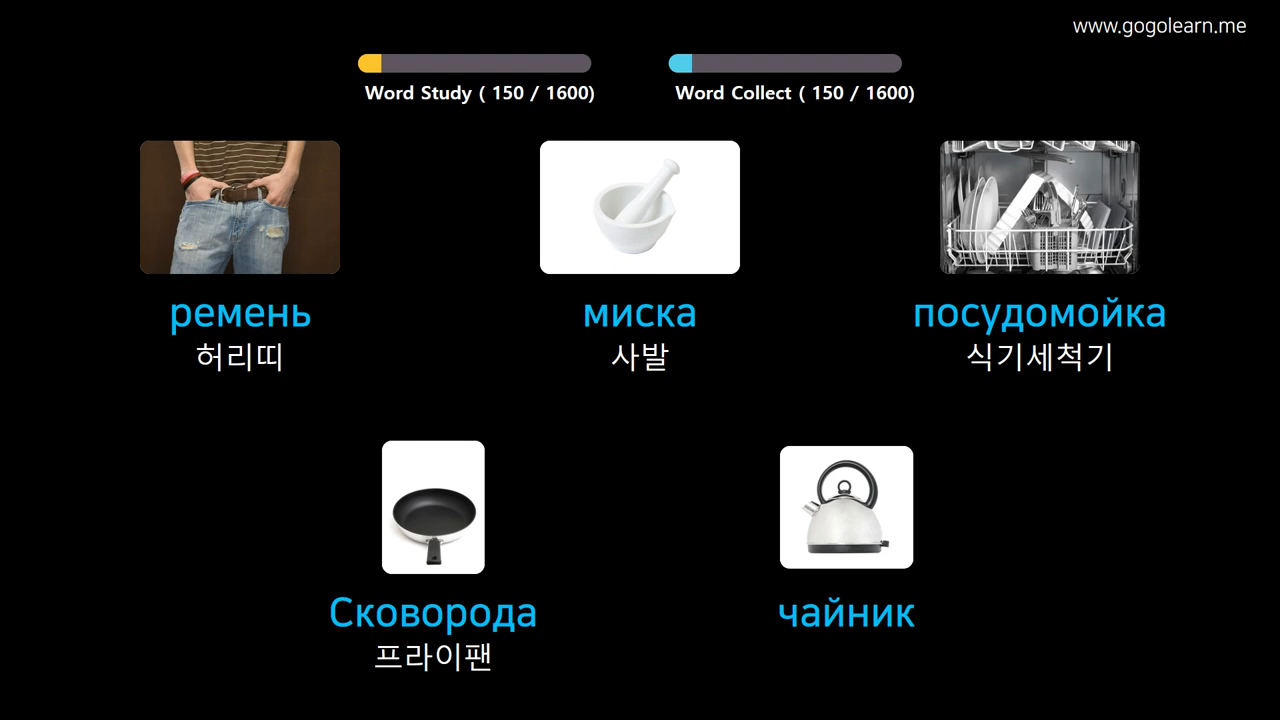 www.gogolearn.me
Word Study ( 150 / 1600)
Word Collect ( 150 / 1600)
ремень
허리띠
миска
사발
посудомойка
식기세척기
Сковорода
프라이팬
чайник